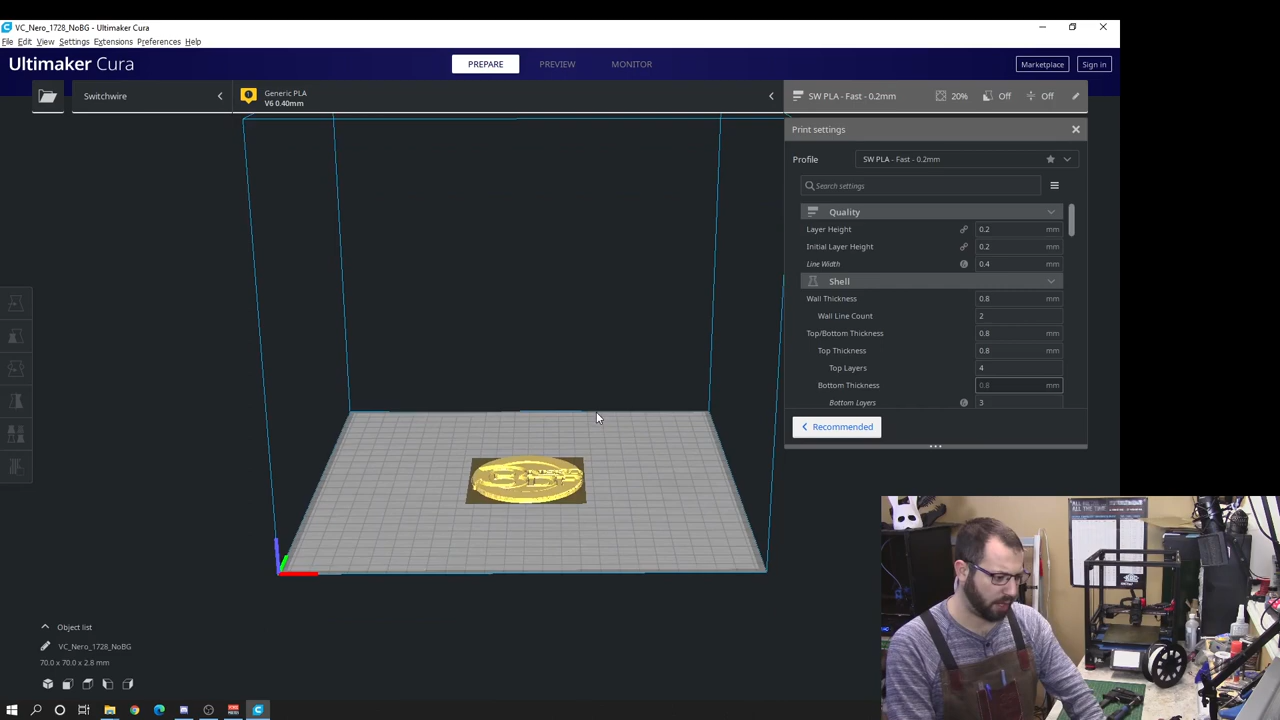 VC_Nero_1728_NoBG - Ultimaker Cura
File Edit View Settings Extensions Preferences Help
Ultimaker Cura
PREPARE
PREVIEW
MONITOR
Marketplace
Sign in
Switchwire
Generic PLA
V6 0.40mm
SW PLA - Fast - 0.2mm
20%
Off
Off
Print settings
Profile
SW PLA - Fast - 0.2mm
Search settings
Quality
Layer Height 0.2 mm
Initial Layer Height 0.2 mm
Line Width 0.4 mm
Shell
Wall Thickness 0.8 mm
Wall Line Count 2
Top/Bottom Thickness 0.8 mm
Top Thickness 0.8 mm
Top Layers 4
Bottom Thickness 0.8 mm
Bottom Layers 3
Recommended
Object list
VC_Nero_1728_NoBG
70.0 x 70.0 x 2.8 mm
ALL THE TIME.